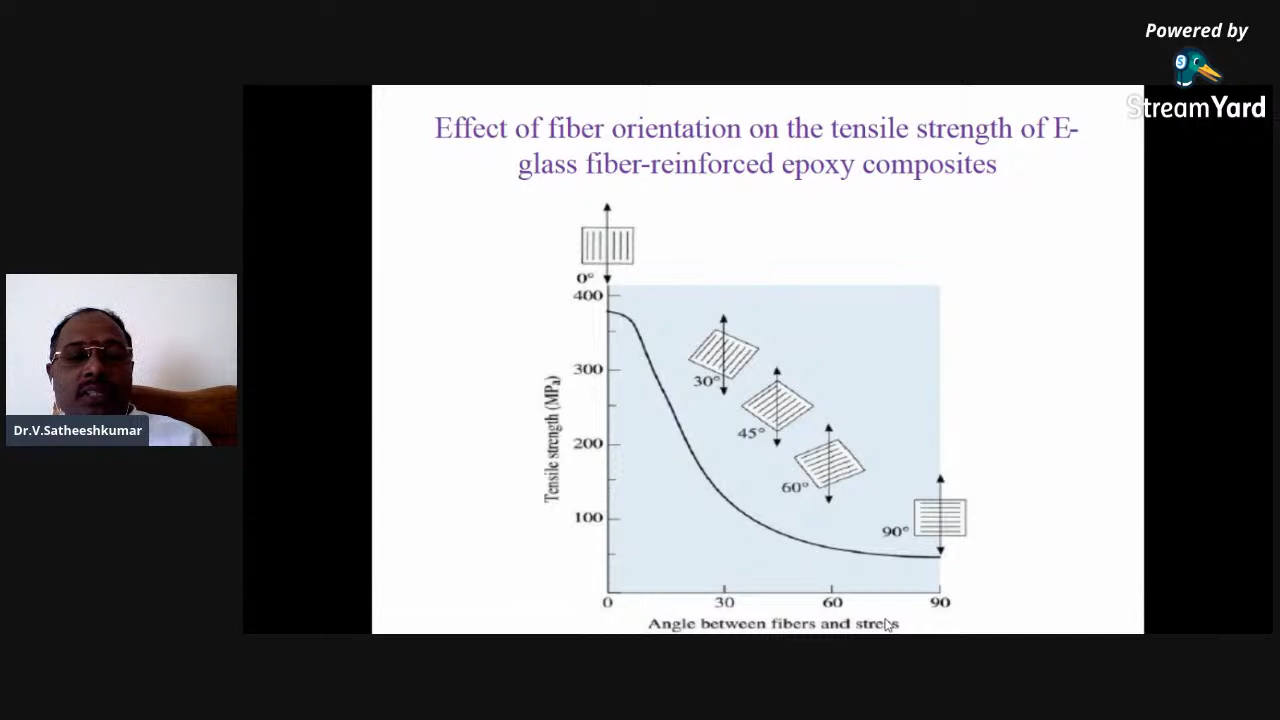 Powered by
StreamYard
Effect of fiber orientation on the tensile strength of E-
glass fiber-reinforced epoxy composites
0°
400
300
200
100
Tensile strength (MPa)
30°
45°
60°
90°
0
30
60
90
Angle between fibers and stress
Dr.V.Satheeshkumar